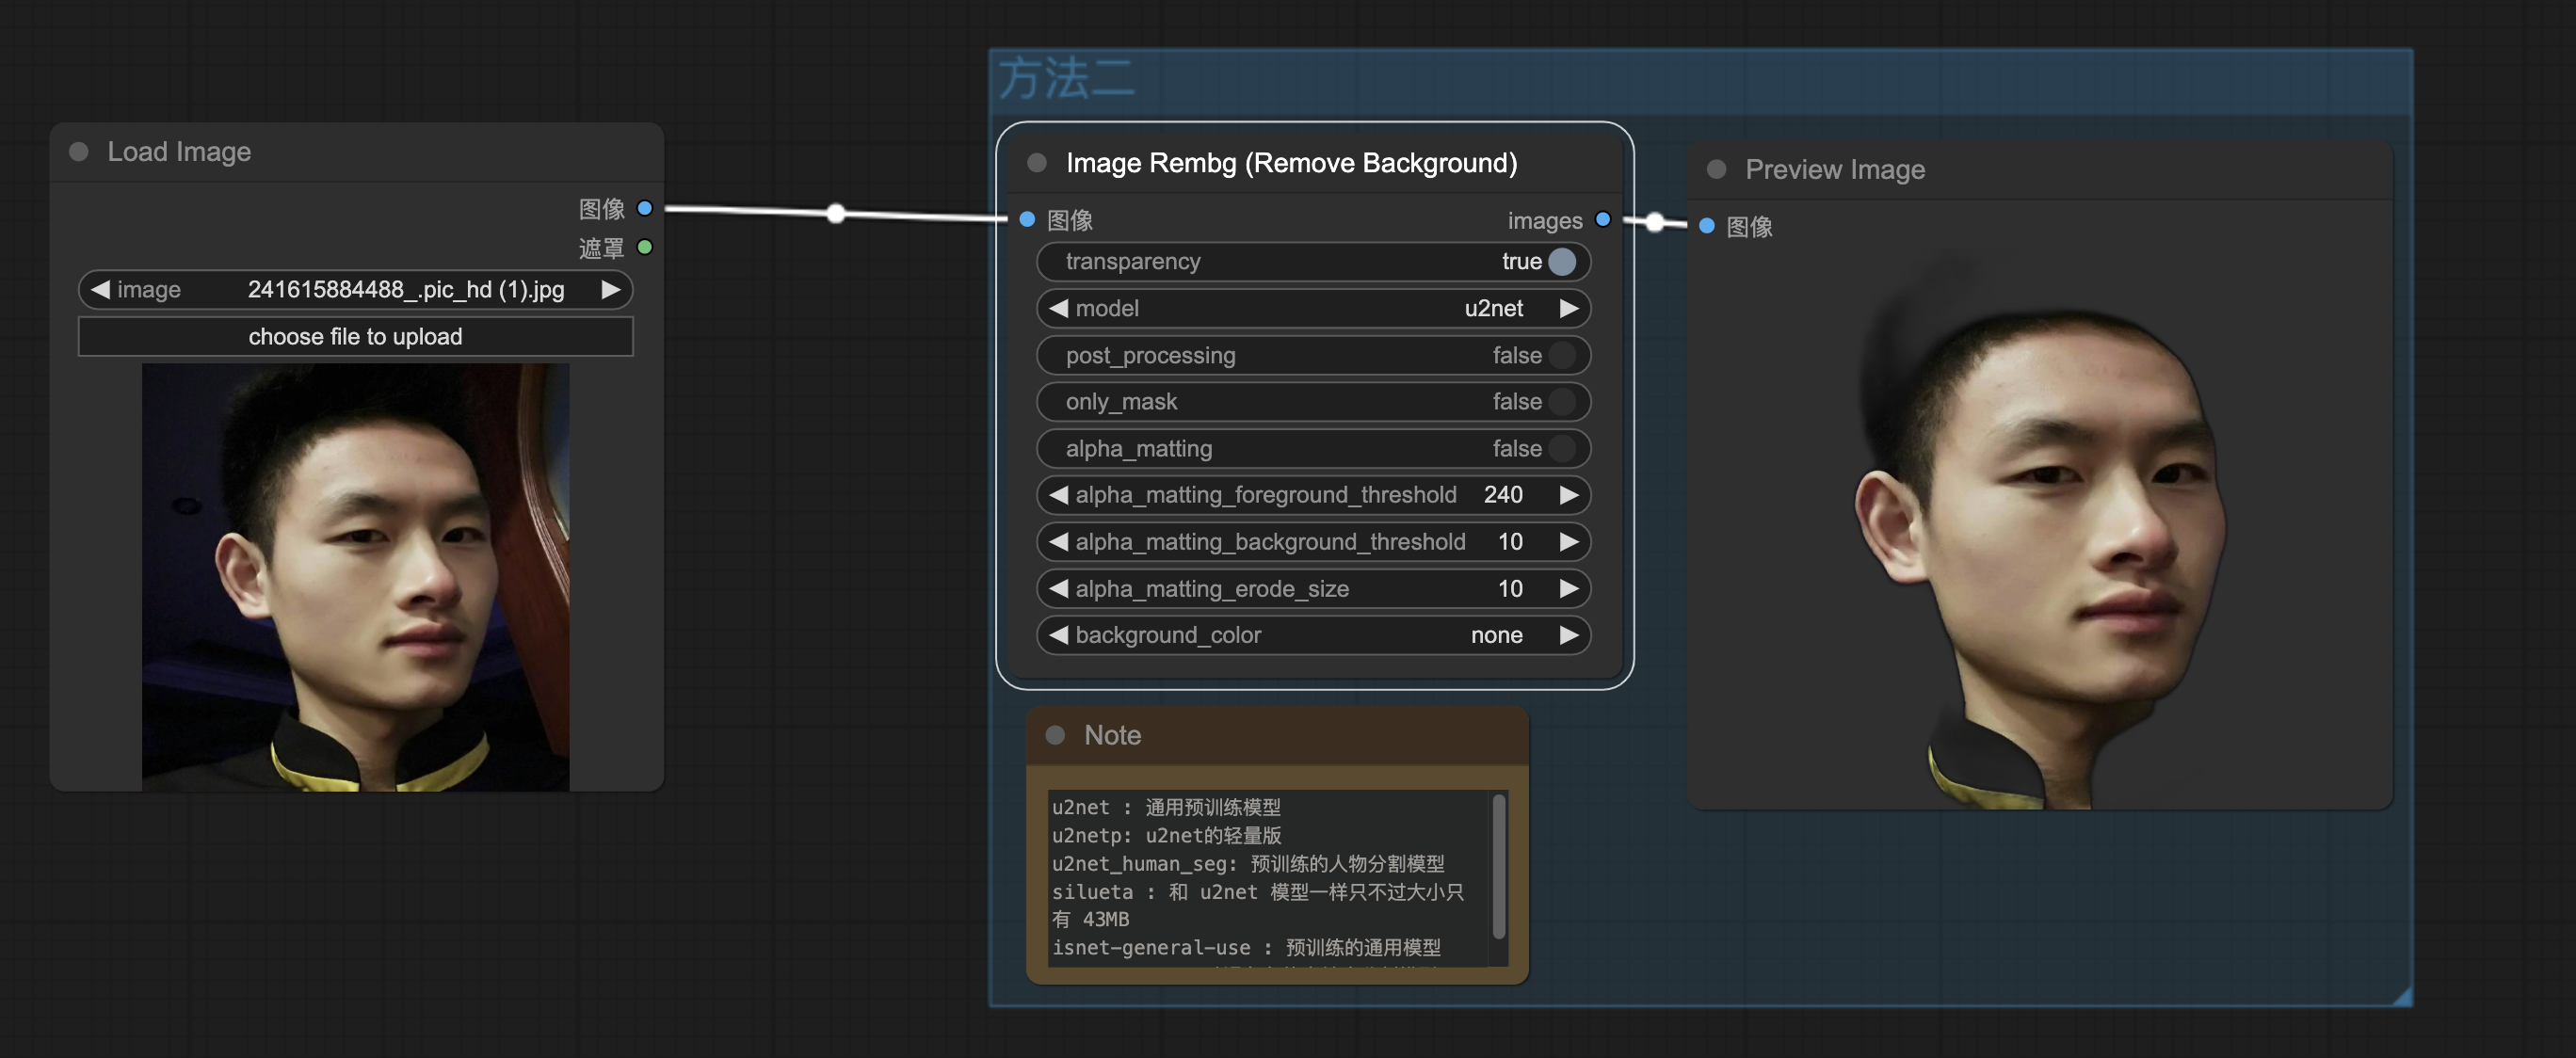 方法二
Load Image
图像
遮罩
image 241615884488_.pic_hd (1).jpg
choose file to upload
Image Rembg (Remove Background)
图像 images
transparency true
model u2net
post_processing false
only_mask false
alpha_matting false
alpha_matting_foreground_threshold 240
alpha_matting_background_threshold 10
alpha_matting_erode_size 10
background_color none
Note
u2net : 通用预训练模型
u2netp: u2net的轻量版
u2net_human_seg: 预训练的人物分割模型
silueta : 和 u2net 模型一样只不过大小只
有 43MB
isnet-general-use : 预训练的通用模型
Preview Image
图像